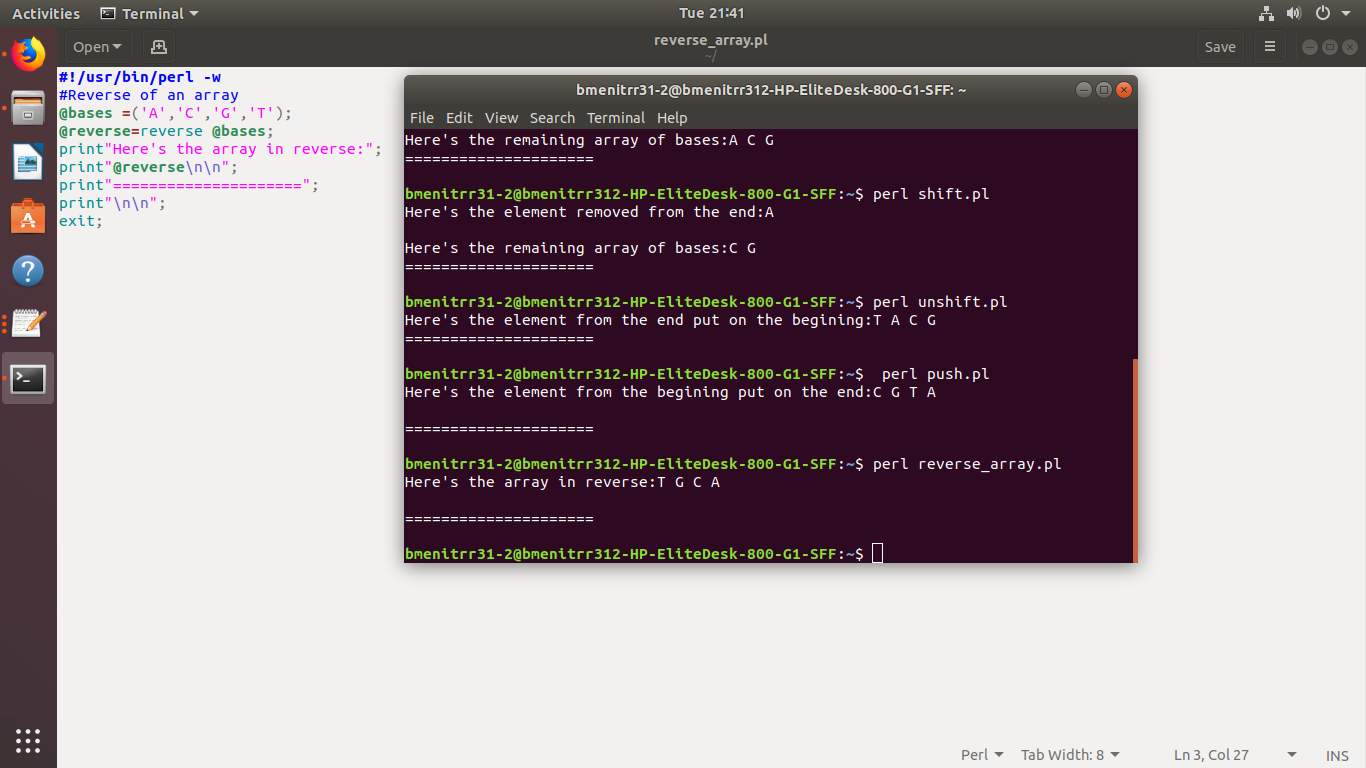 Activities
Terminal
Tue 21:41
Open
reverse_array.pl
~/
Save
#!/usr/bin/perl -w
#Reverse of an array
@bases =('A','C','G','T');
@reverse=reverse @bases;
print"Here's the array in reverse:";
print"@reverse\n\n";
print"=====================";
print"\n\n";
exit;
bmenitrr31-2@bmenitrr312-HP-EliteDesk-800-G1-SFF: ~
File Edit View Search Terminal Help
Here's the remaining array of bases:A C G
=====================
bmenitrr31-2@bmenitrr312-HP-EliteDesk-800-G1-SFF:~$ perl shift.pl
Here's the element removed from the end:A
Here's the remaining array of bases:C G
=====================
bmenitrr31-2@bmenitrr312-HP-EliteDesk-800-G1-SFF:~$ perl unshift.pl
Here's the element from the end put on the begining:T A C G
=====================
bmenitrr31-2@bmenitrr312-HP-EliteDesk-800-G1-SFF:~$  perl push.pl
Here's the element from the begining put on the end:C G T A
=====================
bmenitrr31-2@bmenitrr312-HP-EliteDesk-800-G1-SFF:~$ perl reverse_array.pl
Here's the array in reverse:T G C A
=====================
bmenitrr31-2@bmenitrr312-HP-EliteDesk-800-G1-SFF:~$
Perl Tab Width: 8 Ln 3, Col 27 INS